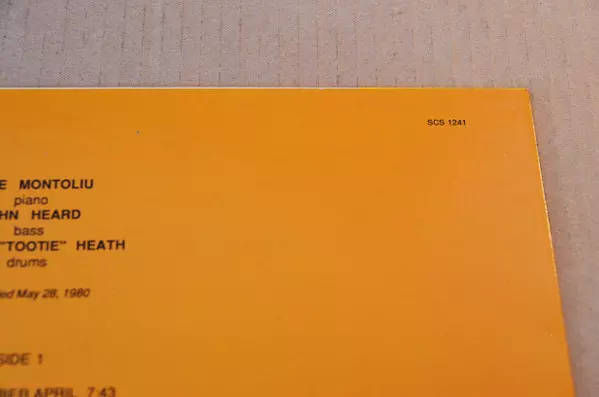 SCS 1241
E MONTOLIU
piano
HN HEARD
bass
"TOOTIE" HEATH
drums
ed May 28, 1980
SIDE 1
BER APRIL 7:43